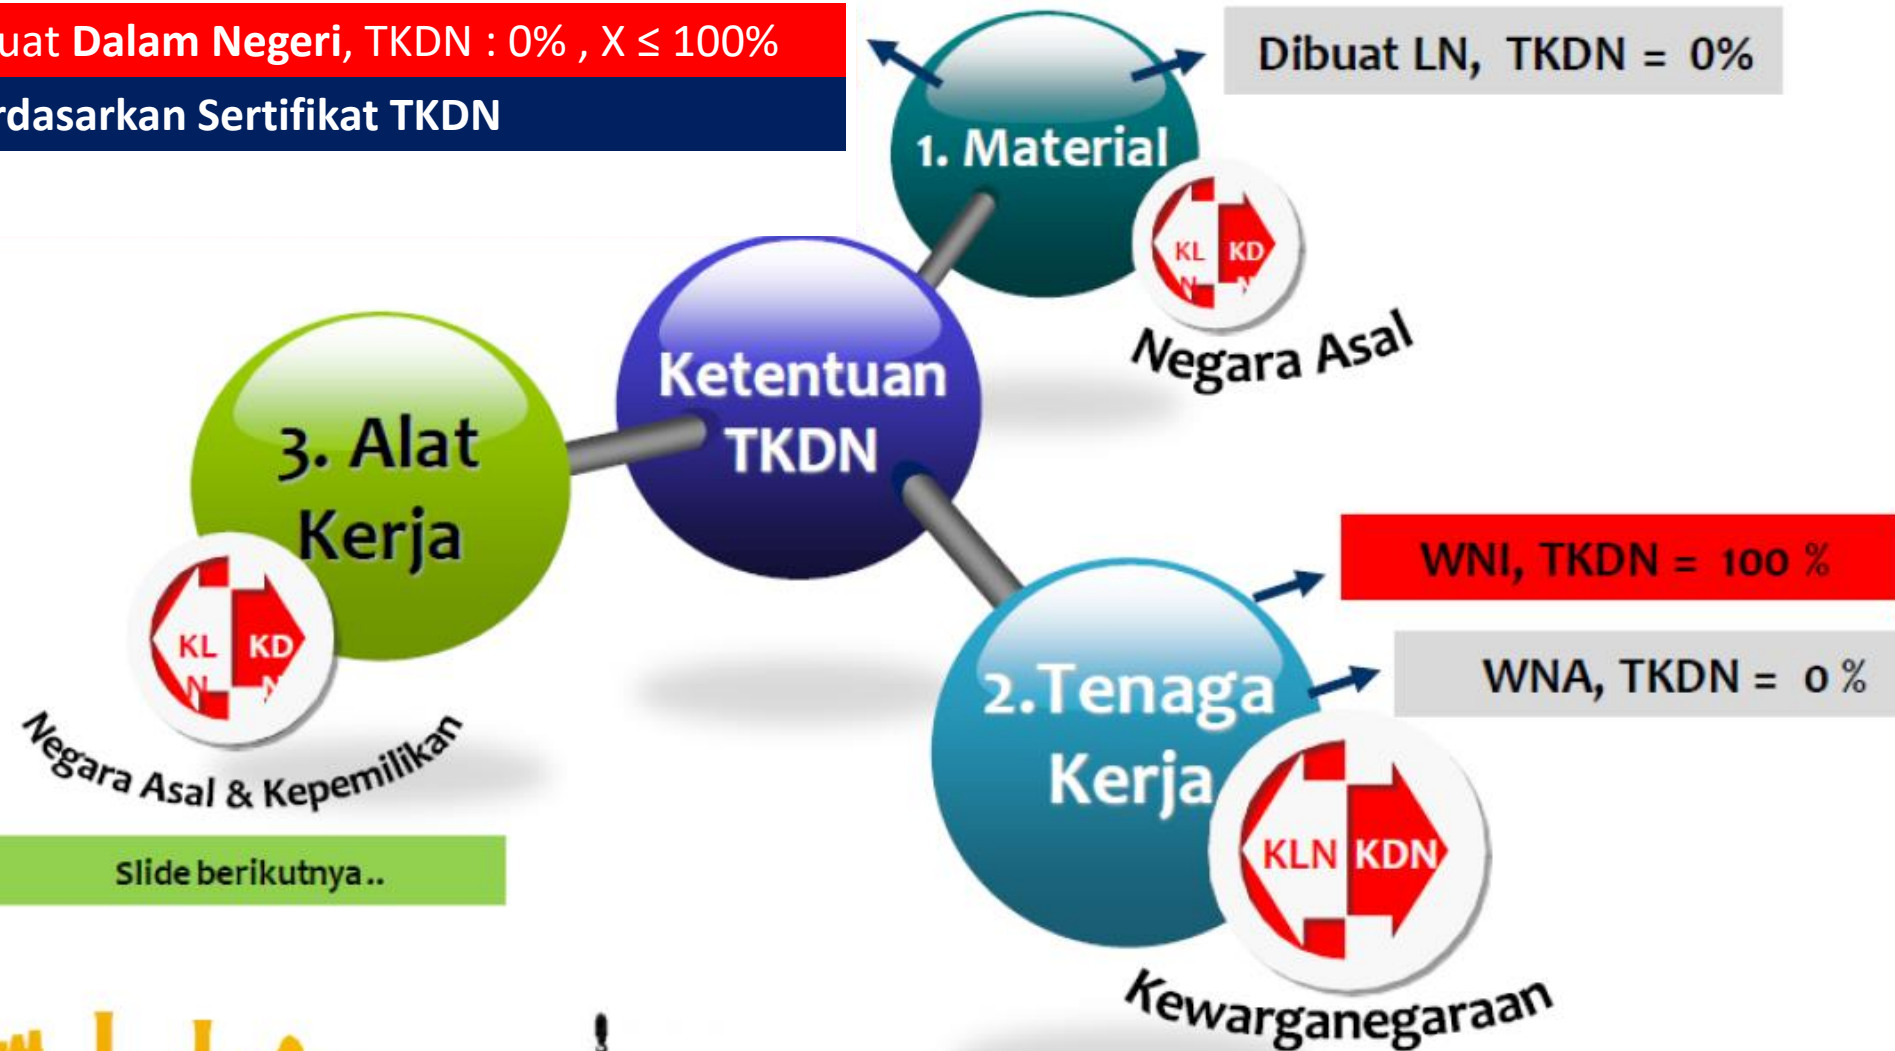 uat Dalam Negeri, TKDN : 0% , X ≤ 100%
rdasarkan Sertifikat TKDN
Dibuat LN, TKDN = 0%
1. Material
KL KD
N N
Negara Asal
Ketentuan
TKDN
3. Alat
Kerja
KL KD
N N
Negara Asal & Kepemilikan
Slide berikutnya..
WNI, TKDN = 100 %
WNA, TKDN = 0 %
2.Tenaga
Kerja
KLN KDN
Kewarganegaraan